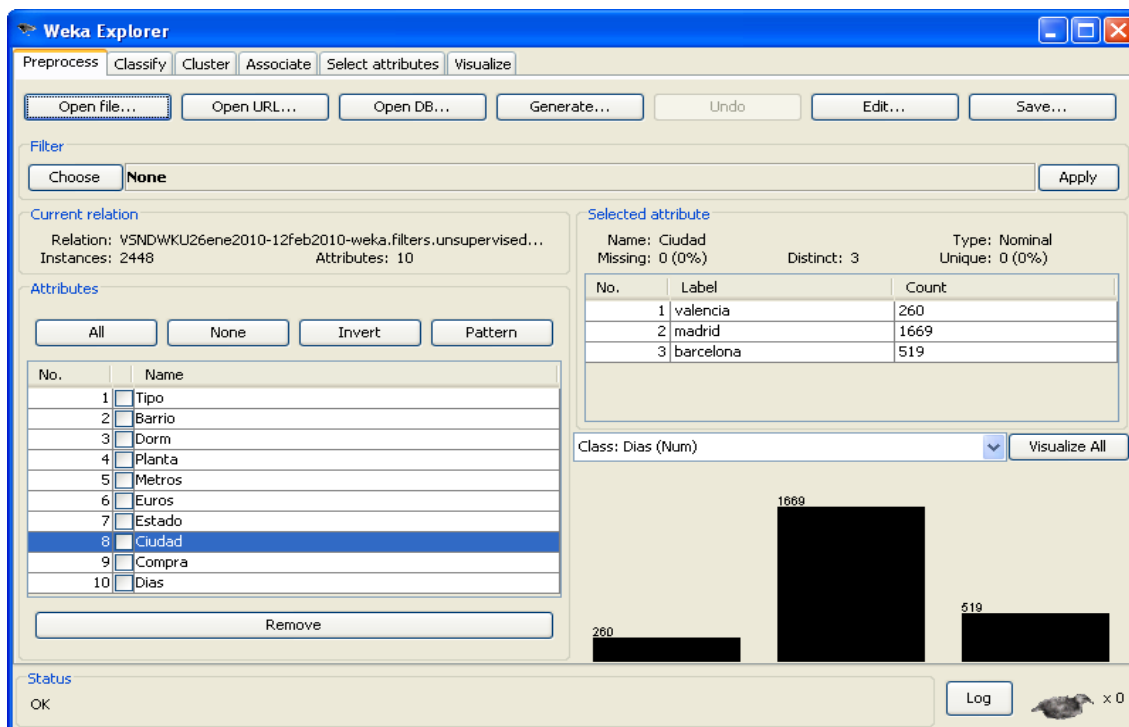 Weka Explorer
Preprocess Classify Cluster Associate Select attributes Visualize
Open file... Open URL... Open DB... Generate... Undo Edit... Save...
Filter
Choose None Apply
Current relation
Relation: VSNDWKU26ene2010-12feb2010-weka.filters.unsupervised...
Instances: 2448 Attributes: 10
Attributes
All None Invert Pattern
No. Name
1 Tipo
2 Barrio
3 Dorm
4 Planta
5 Metros
6 Euros
7 Estado
8 Ciudad
9 Compra
10 Dias
Remove
Selected attribute
Name: Ciudad Type: Nominal
Missing: 0 (0%) Distinct: 3 Unique: 0 (0%)
No. Label Count
1 valencia 260
2 madrid 1669
3 barcelona 519
Class: Dias (Num) Visualize All
1669
519
260
Status
OK
Log x 0